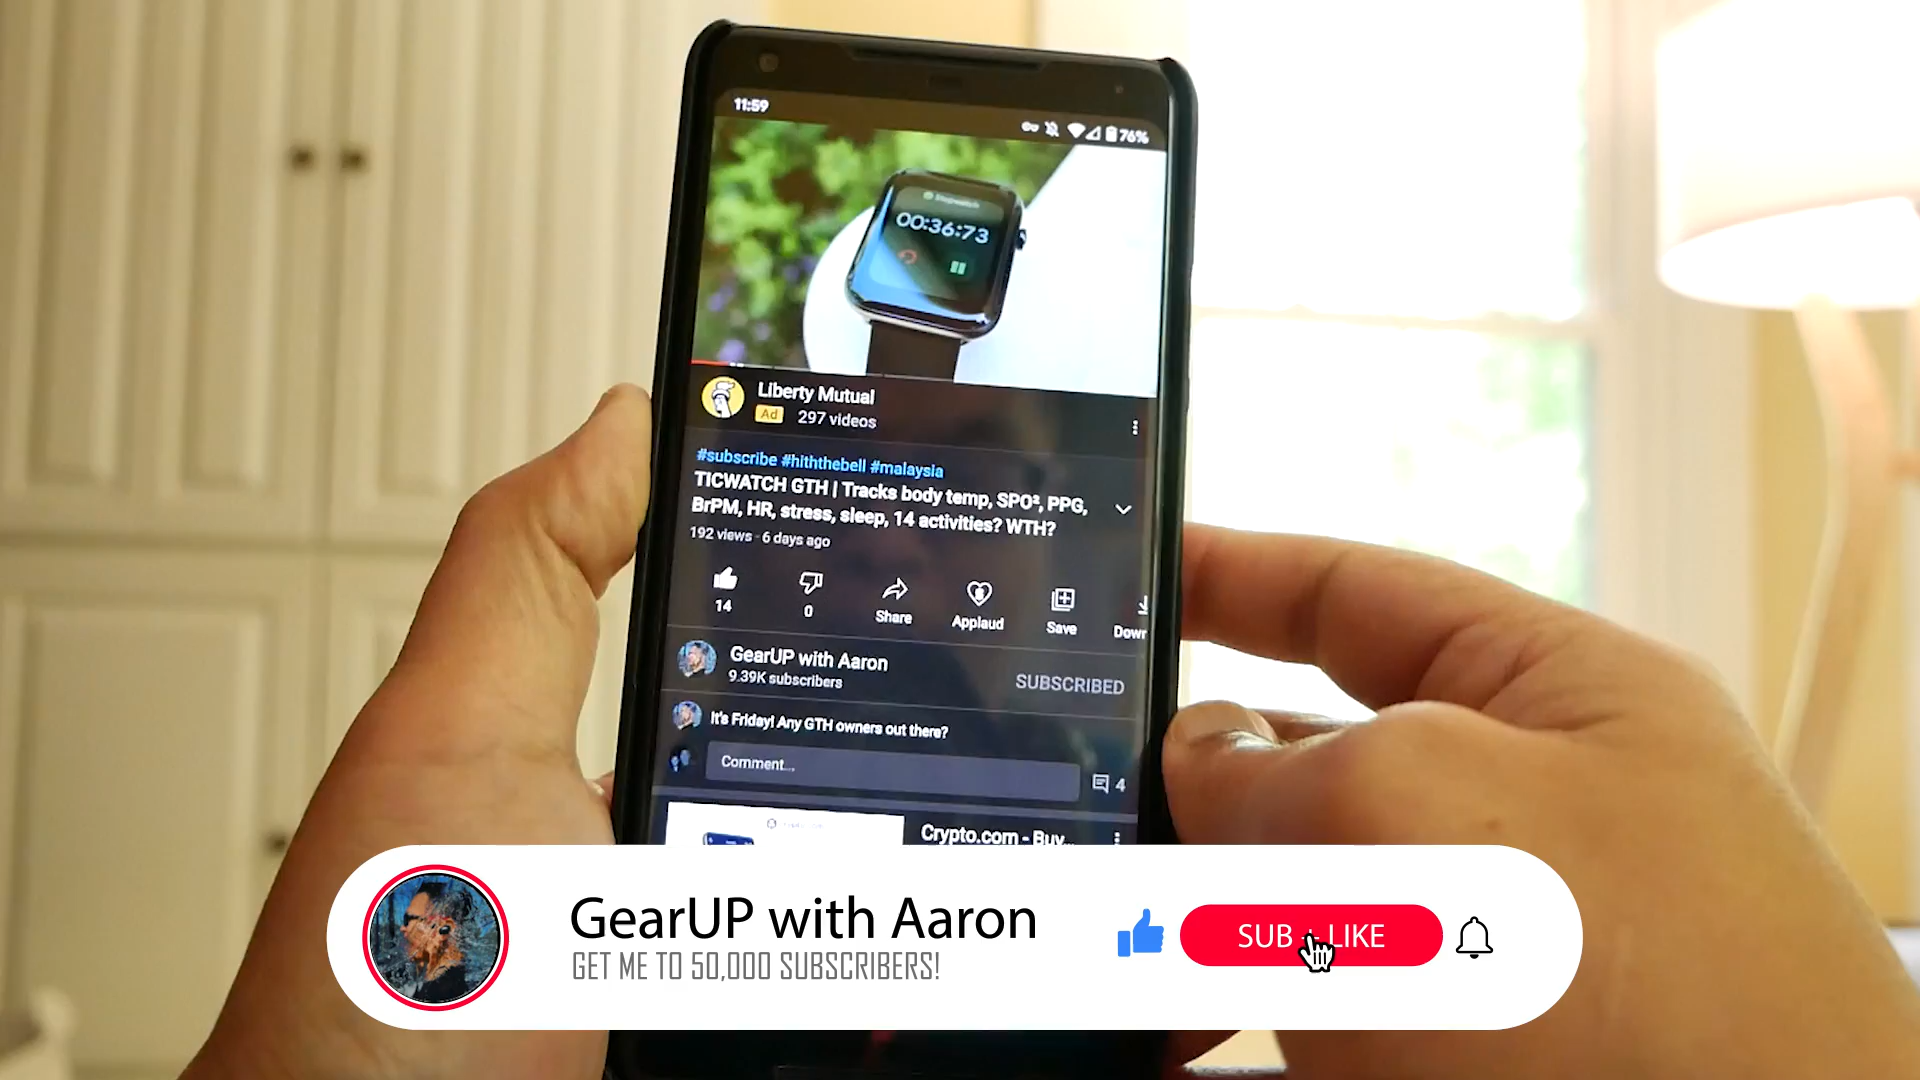 11:59
76%
Stopwatch
00:36:73
Liberty Mutual
Ad 297 videos
#subscribe #hiththebell #malaysia
TICWATCH GTH | Tracks body temp, SPO², PPG,
BrPM, HR, stress, sleep, 14 activities? WTH?
192 views · 6 days ago
14
0
Share
Applaud
Save
Down
GearUP with Aaron
9.39K subscribers
SUBSCRIBED
It's Friday! Any GTH owners out there?
Comment...
4
Crypto.com - Buy...
GearUP with Aaron
GET ME TO 50,000 SUBSCRIBERS!
SUB + LIKE